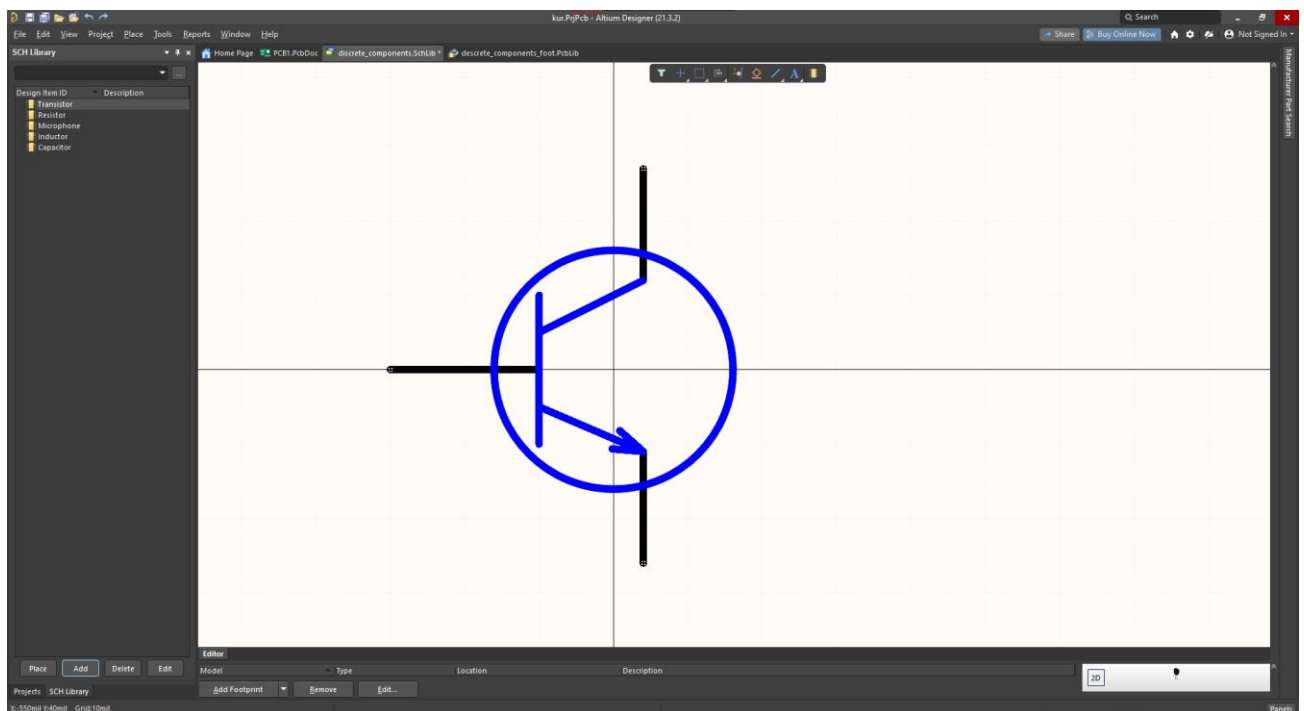 kur.PrjPcb - Altium Designer (21.3.2)
Search
File Edit View Project Place Tools Reports Window Help
Share Buy Online Now Not Signed In
SCH Library
Home Page PCB1.PcbDoc discrete_components.SchLib * descrete_components_foot.PcbLib
...
Design Item ID Description
Transistor
Resistor
Microphone
Inductor
Capacitor
Manufacturer Part Search
Editor
Place Add Delete Edit
Model Type Location Description
2D
Add Footprint Remove Edit...
Projects SCH Library
X:-550mil Y:40mil Grid:10mil
Panels